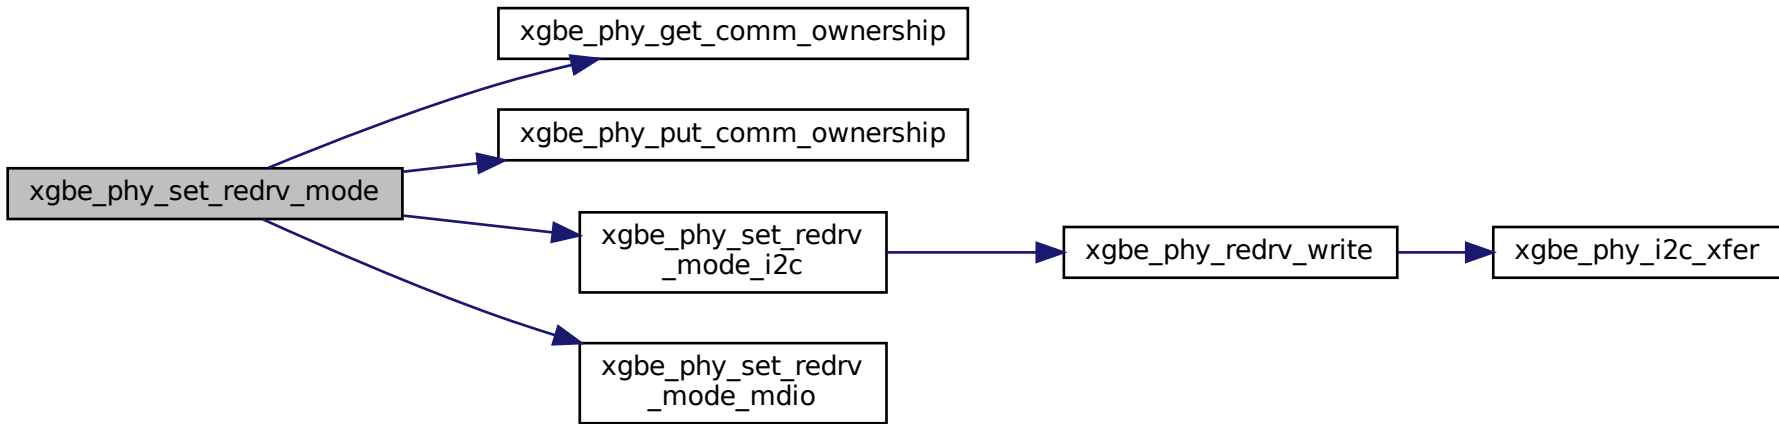 xgbe_phy_get_comm_ownership
xgbe_phy_put_comm_ownership
xgbe_phy_set_redrv_mode
xgbe_phy_set_redrv
_mode_i2c
xgbe_phy_redrv_write
xgbe_phy_i2c_xfer
xgbe_phy_set_redrv
_mode_mdio